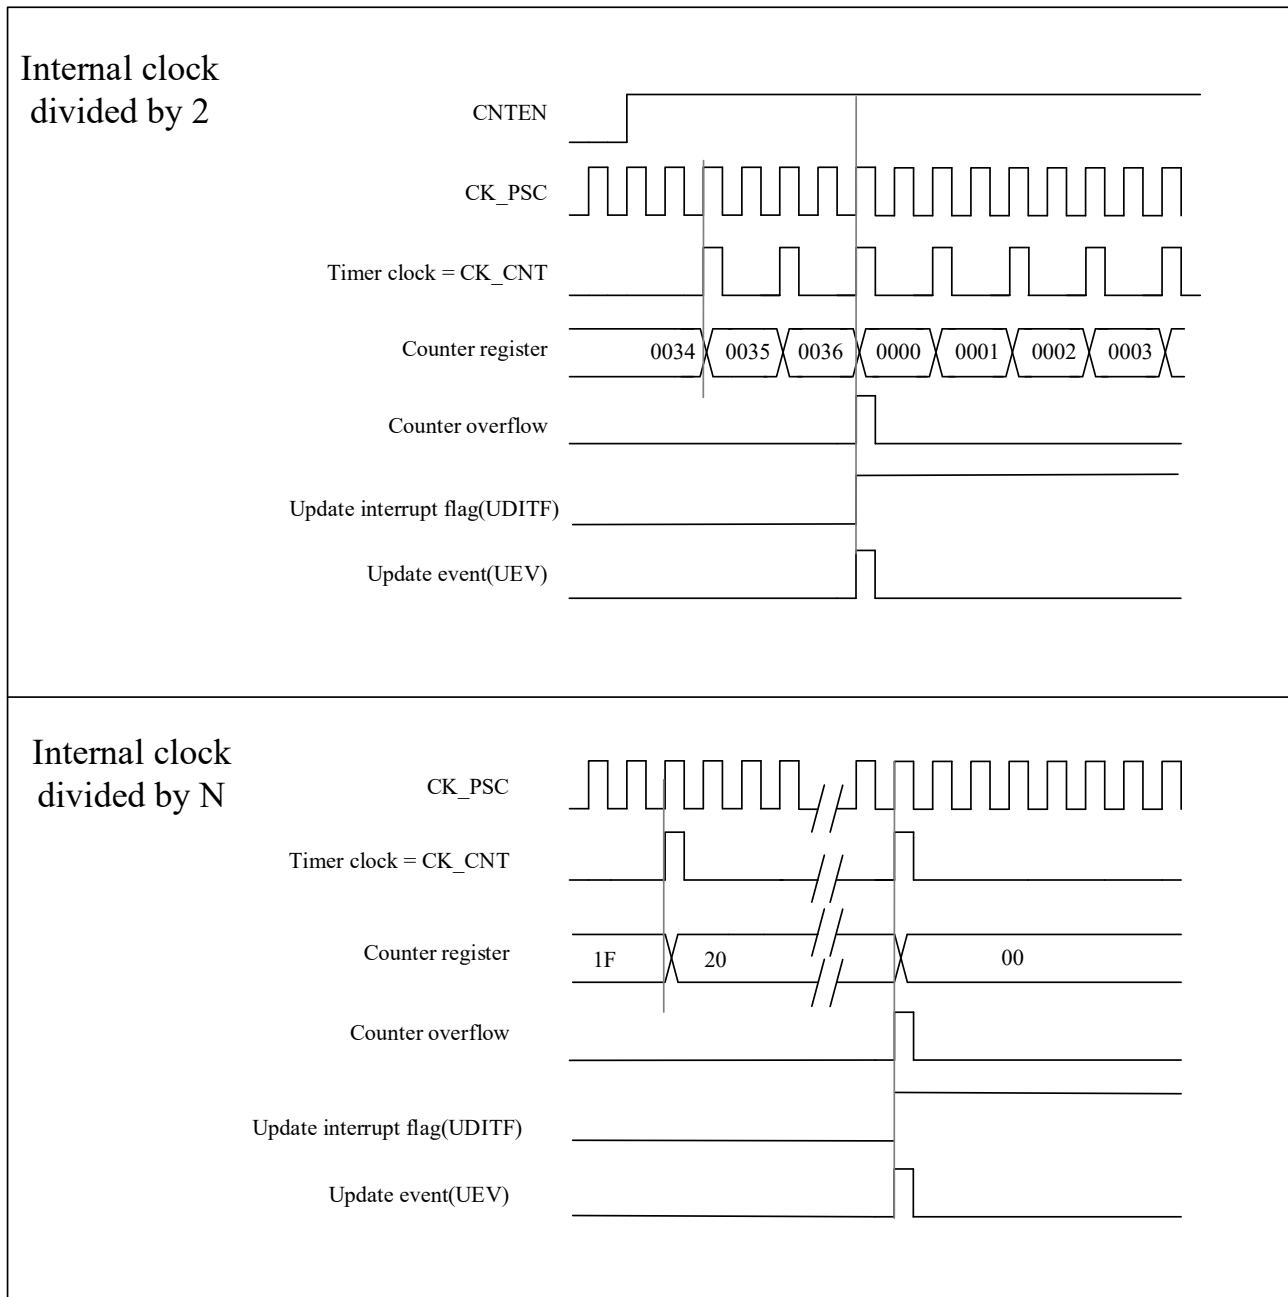 Internal clock
divided by 2
CNTEN
CK_PSC
Timer clock = CK_CNT
Counter register
0034 0035 0036 0000 0001 0002 0003
Counter overflow
Update interrupt flag(UDITF)
Update event(UEV)
Internal clock
divided by N
CK_PSC
Timer clock = CK_CNT
Counter register
1F 20 00
Counter overflow
Update interrupt flag(UDITF)
Update event(UEV)